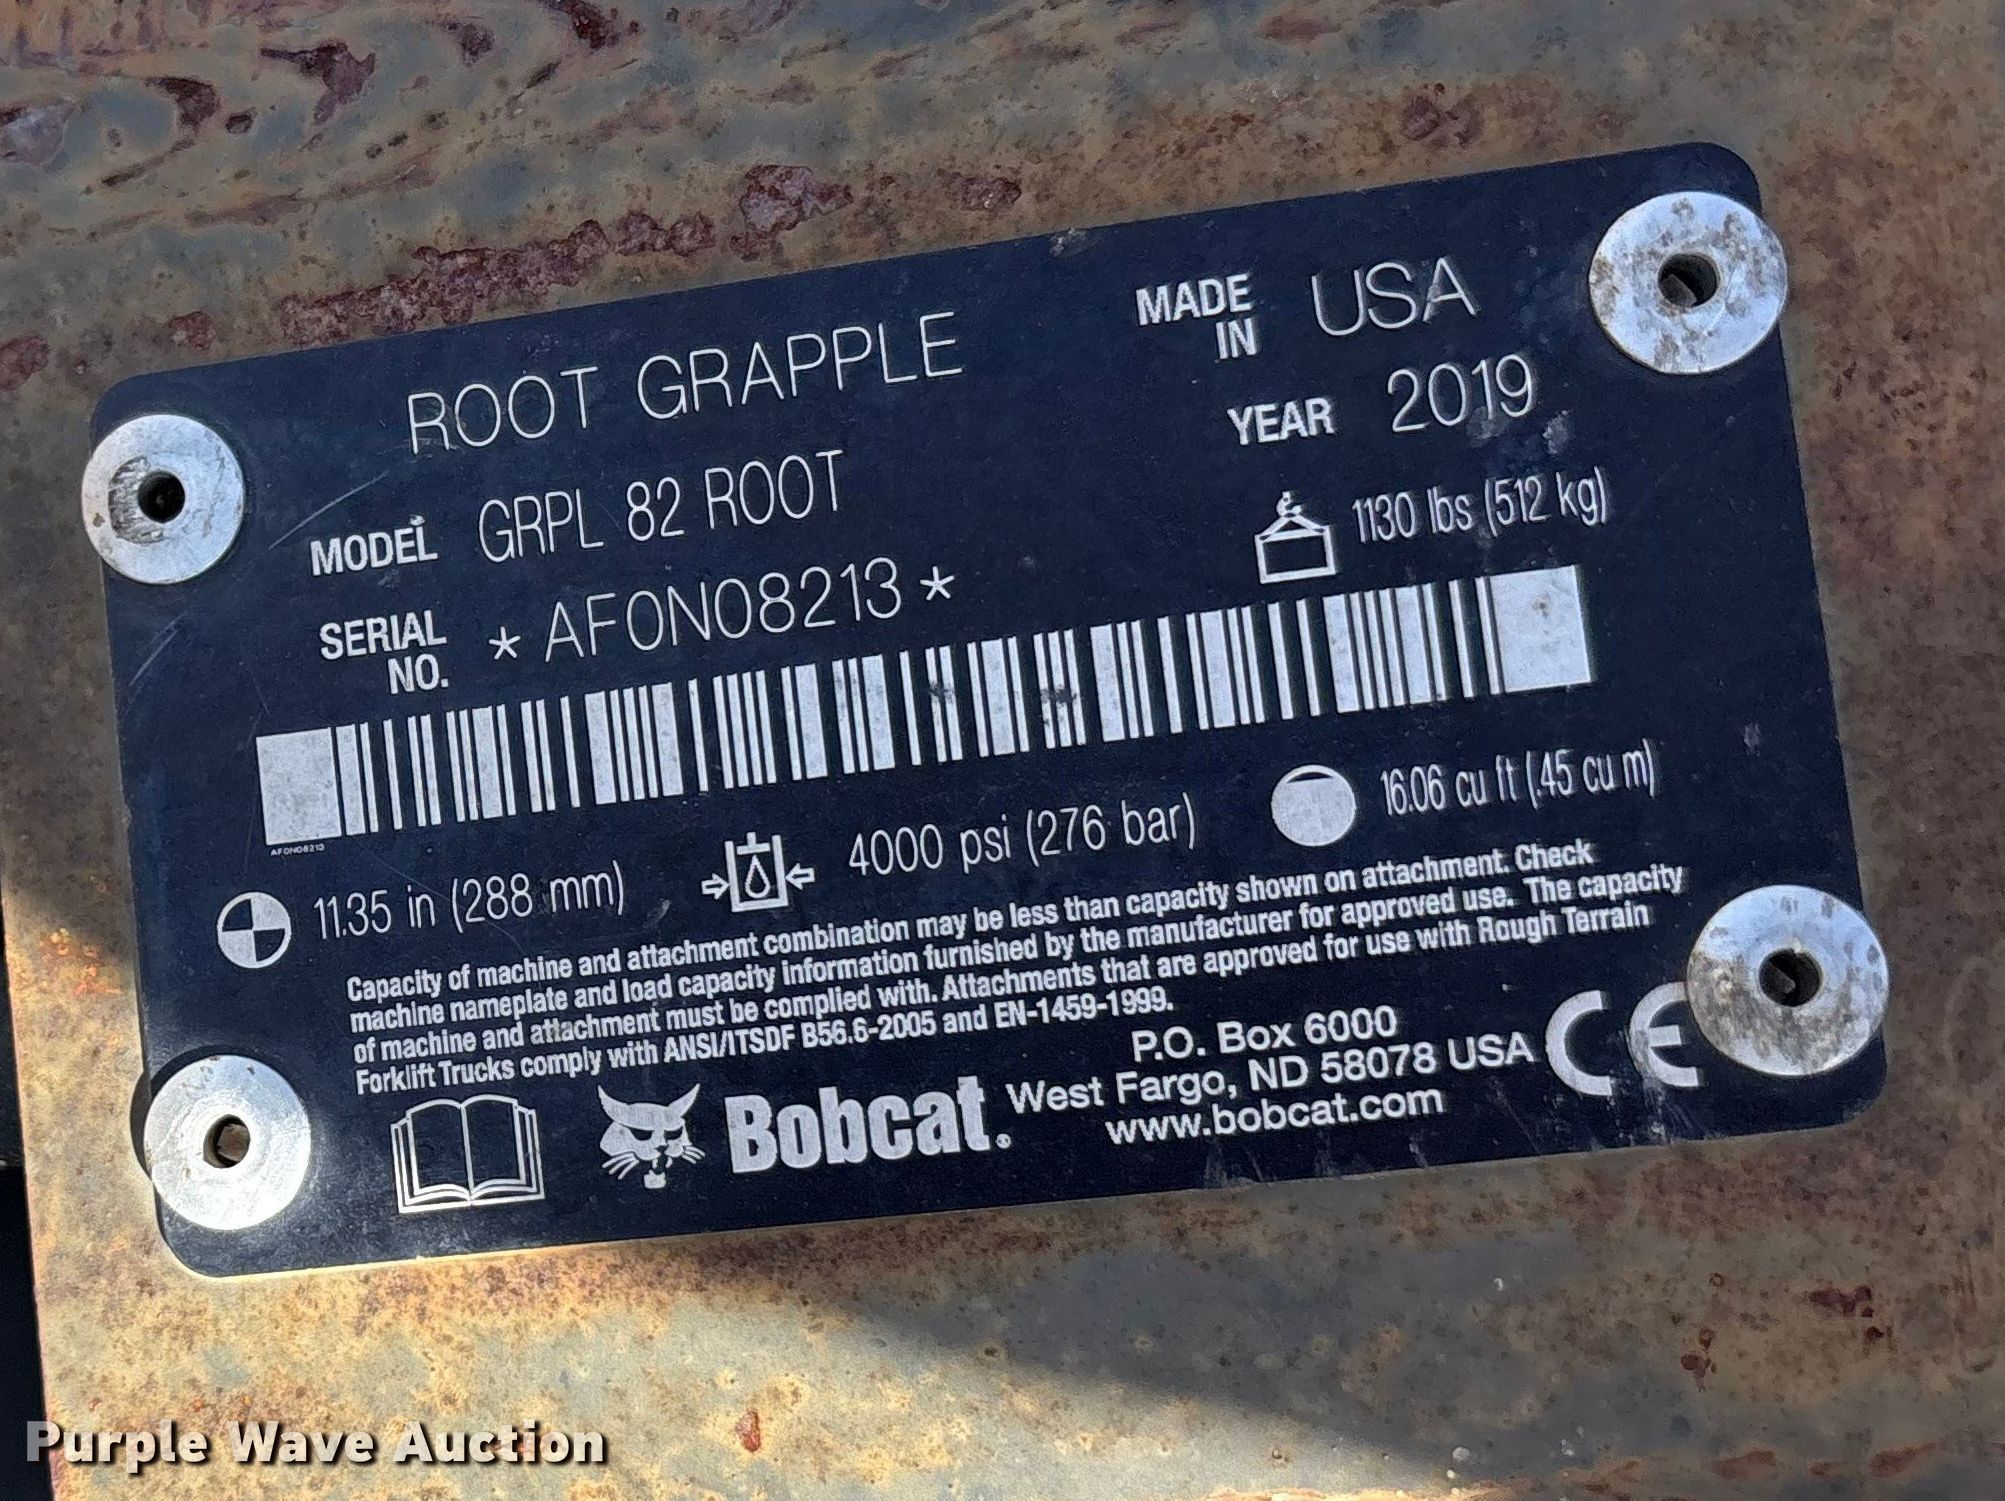 ROOT GRAPPLE
MADE IN USA
YEAR 2019
MODEL GRPL 82 ROOT
1130 lbs (512 kg)
SERIAL NO. *AFON08213*
AFON08213
11.35 in (288 mm)
4000 psi (276 bar)
16.06 cu ft (.45 cu m)
Capacity of machine and attachment combination may be less than capacity shown on attachment. Check
machine nameplate and load capacity information furnished by the manufacturer for approved use. The capacity
of machine and attachment must be complied with. Attachments that are approved for use with Rough Terrain
Forklift Trucks comply with ANSI/ITSDF B56.6-2005 and EN-1459-1999.
Bobcat®
P.O. Box 6000
West Fargo, ND 58078 USA
www.bobcat.com
CE
Purple Wave Auction